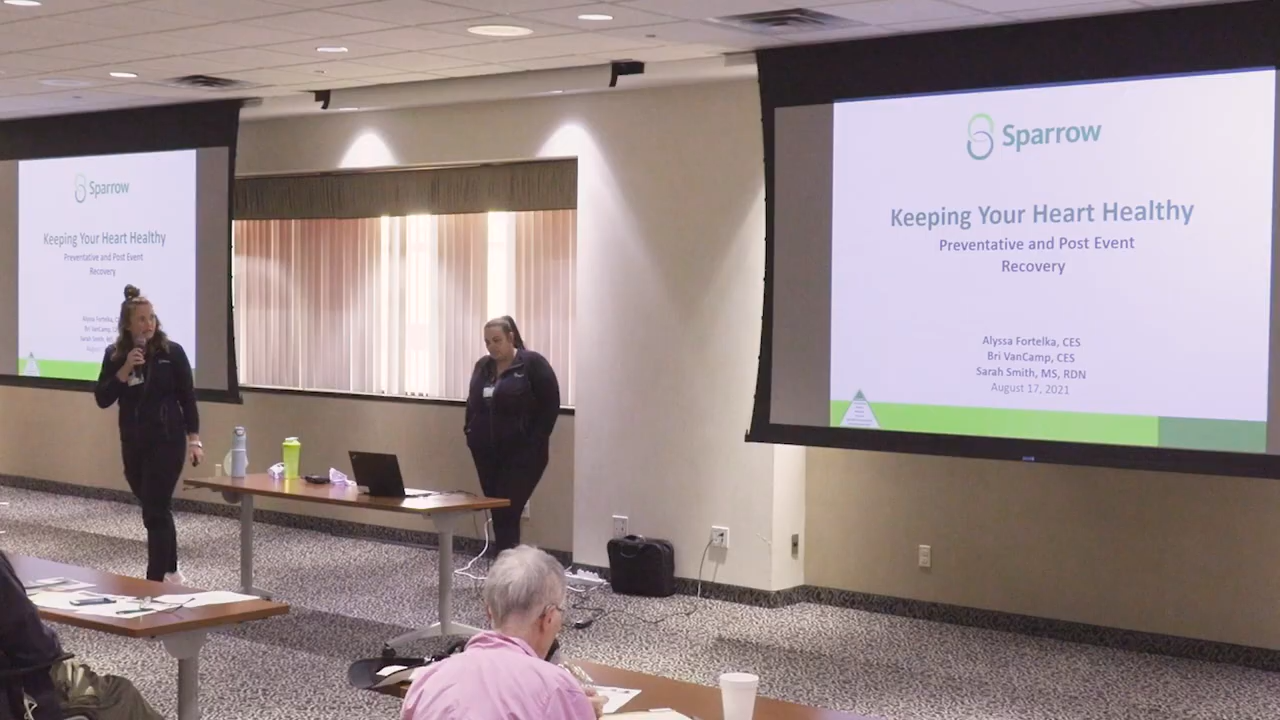 Sparrow
Keeping Your Heart Healthy
Preventative and Post Event
Recovery
Sparrow
Keeping Your Heart Healthy
Preventative and Post Event
Recovery
Alyssa Fortelka, CES
Bri VanCamp, CES
Sarah Smith, MS, RDN
August 17, 2021